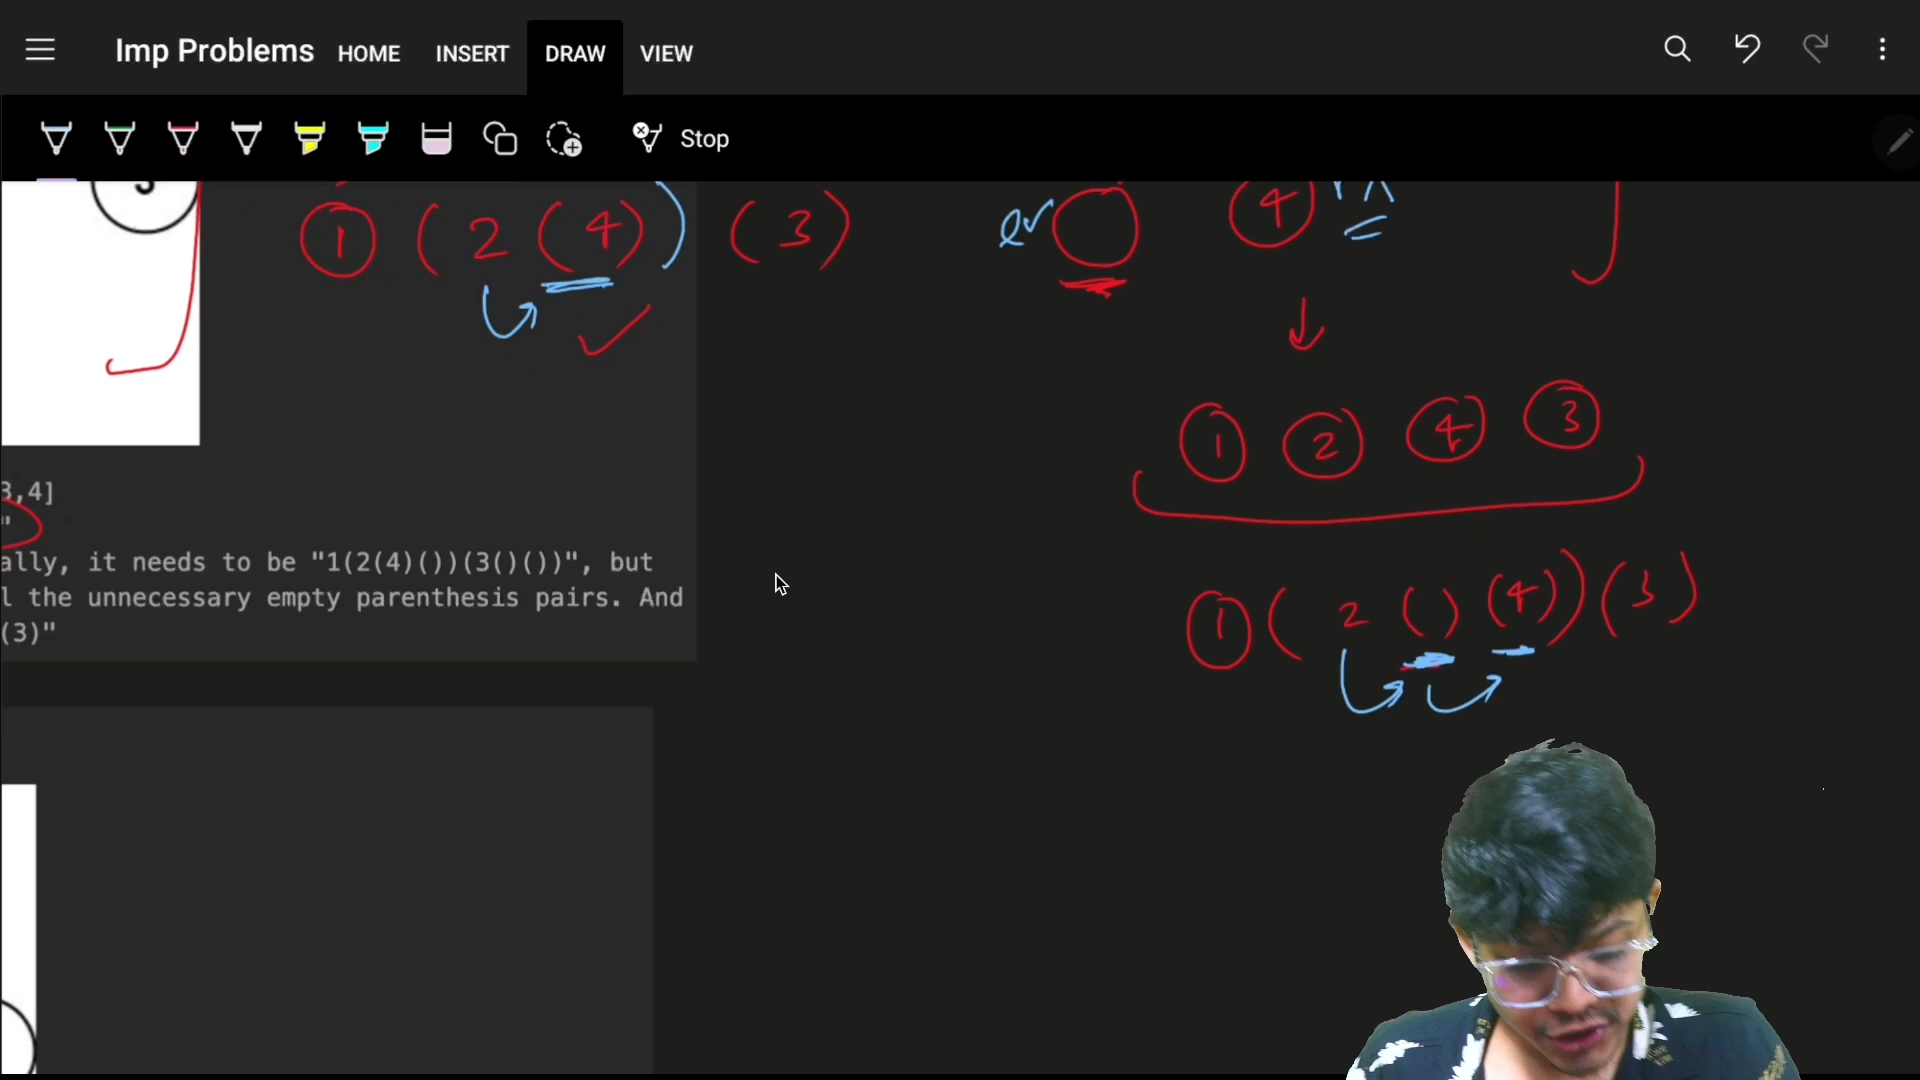 Imp Problems HOME INSERT DRAW VIEW
Stop
1 (2 (4)) (3)
4
1 2 4 3
3,4]
"
ally, it needs to be "1(2(4)())(3()())", but
l the unnecessary empty parenthesis pairs. And
(3)"
1 (2 () (4)) (3)